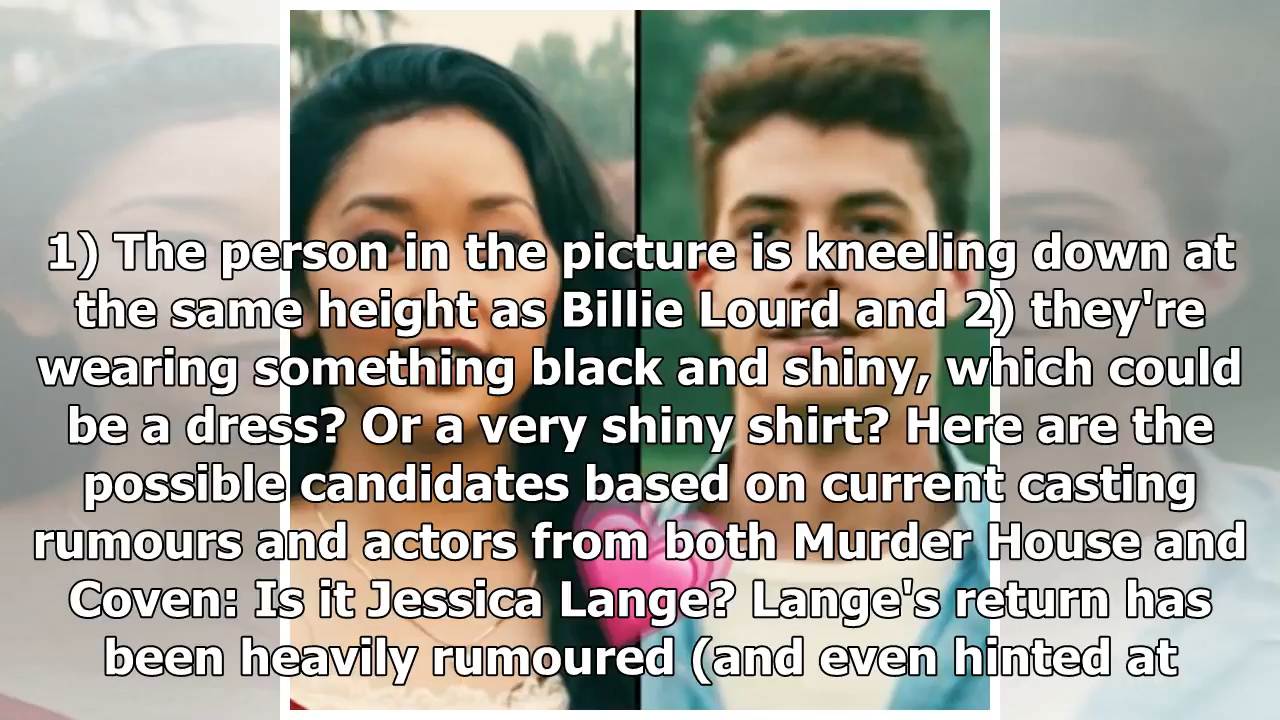 1) The person in the picture is kneeling down at
the same height as Billie Lourd and 2) they're
wearing something black and shiny, which could
be a dress? Or a very shiny shirt? Here are the
possible candidates based on current casting
rumours and actors from both Murder House and
Coven: Is it Jessica Lange? Lange's return has
been heavily rumoured (and even hinted at